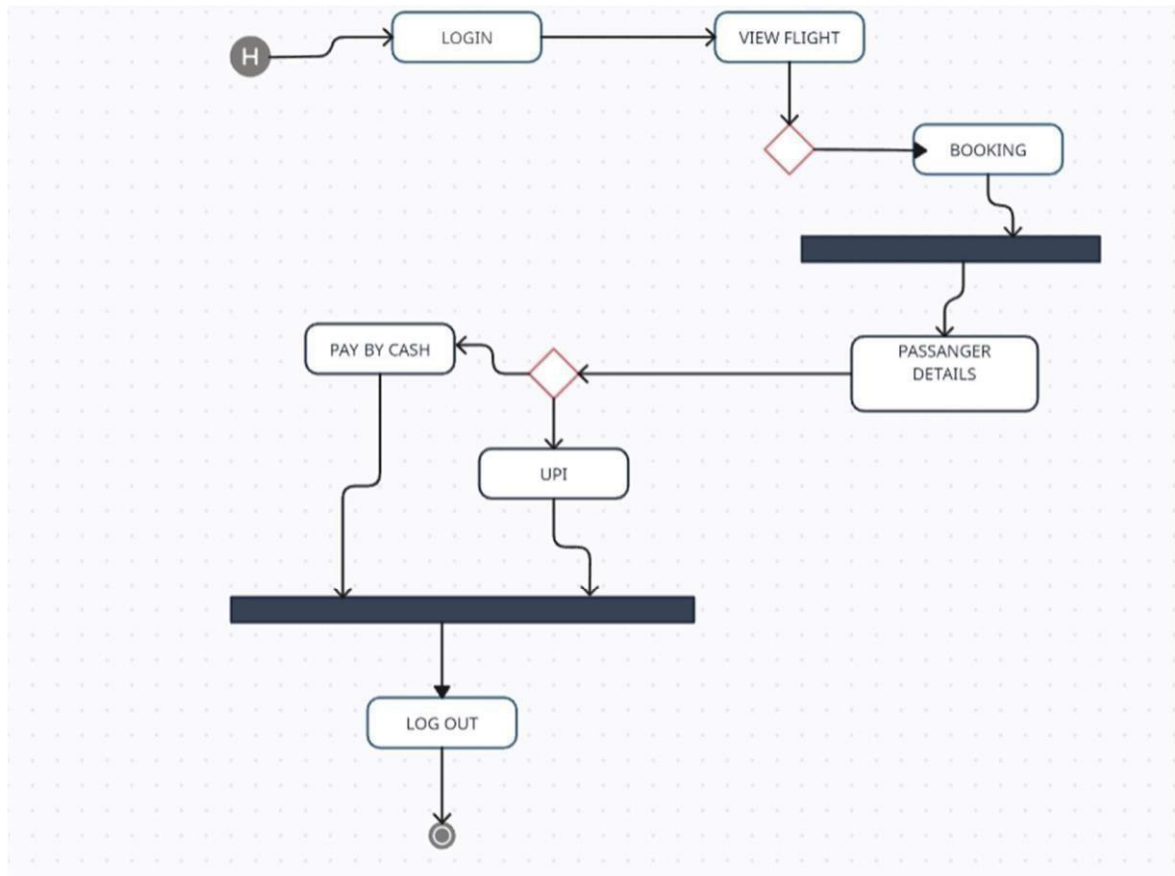 H
LOGIN
VIEW FLIGHT
BOOKING
PASSANGER
DETAILS
PAY BY CASH
UPI
LOG OUT